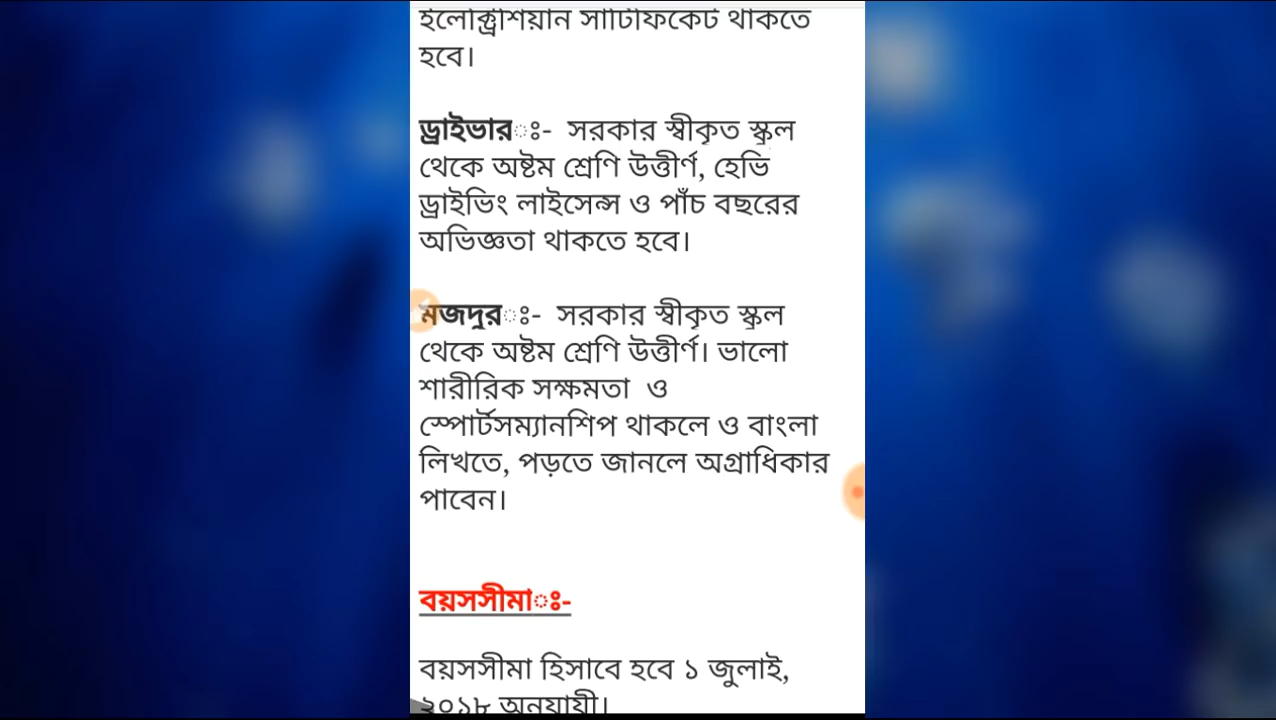 ইলেক্ট্রিশিয়ান সার্টিফিকেট থাকতে
হবে।
ড্রাইভারঃ- সরকার স্বীকৃত স্কুল
থেকে অষ্টম শ্রেণি উত্তীর্ণ, হেভি
ড্রাইভিং লাইসেন্স ও পাঁচ বছরের
অভিজ্ঞতা থাকতে হবে।
মজদুরঃ- সরকার স্বীকৃত স্কুল
থেকে অষ্টম শ্রেণি উত্তীর্ণ। ভালো
শারীরিক সক্ষমতা ও
স্পোর্টসম্যানশিপ থাকলে ও বাংলা
লিখতে, পড়তে জানলে অগ্রাধিকার
পাবেন।
বয়সসীমাঃ-
বয়সসীমা হিসাবে হবে ১ জুলাই,
২০১৮ অনুযায়ী।